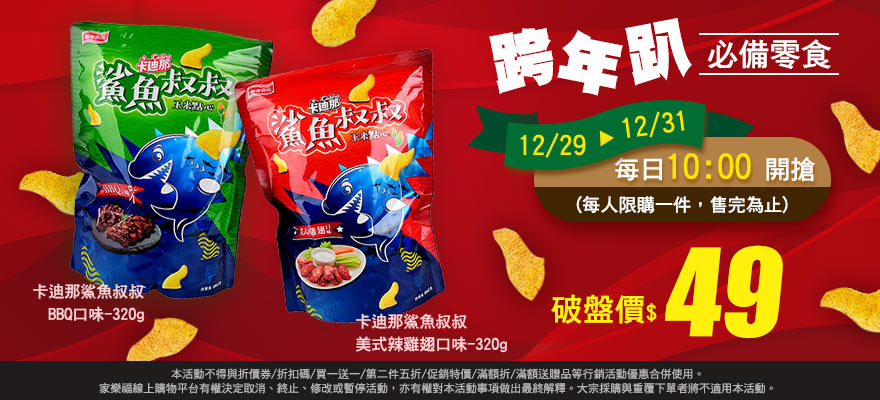 跨年趴 必備零食
12/29 ▶ 12/31
每日10:00 開搶
(每人限購一件，售完為止)
破盤價$49
卡迪那
鯊魚叔叔
玉米點心
BBQ口味
卡迪那
鯊魚叔叔
玉米點心
卡迪那鯊魚叔叔
BBQ口味-320g
卡迪那鯊魚叔叔
美式辣雞翅口味-320g
本活動不得與折價券/折扣碼/買一送一/第二件五折/促銷特價/滿額折/滿額送贈品等行銷活動優惠合併使用。
家樂福線上購物平台有權決定取消、終止、修改或暫停活動，亦有權對本活動事項做出最終解釋。大宗採購與重覆下單者將不適用本活動。